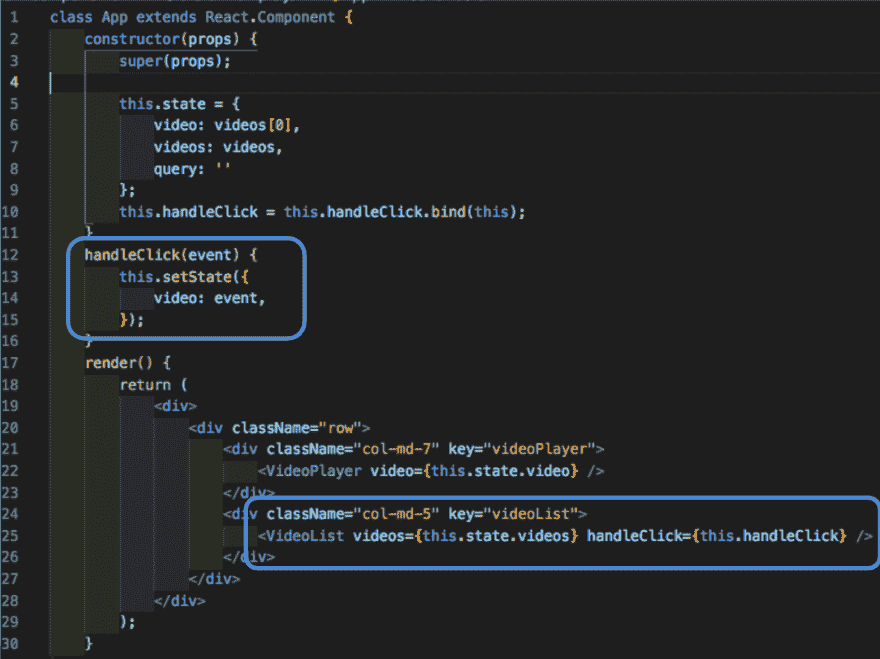 1 class App extends React.Component {
2 constructor(props) {
3 super(props);
4
5 this.state = {
6 video: videos[0],
7 videos: videos,
8 query: ''
9 };
10 this.handleClick = this.handleClick.bind(this);
11 }
12 handleClick(event) {
13 this.setState({
14 video: event,
15 });
16 }
17 render() {
18 return (
19 <div>
20 <div className="row">
21 <div className="col-md-7" key="videoPlayer">
22 <VideoPlayer video={this.state.video} />
23 </div>
24 <div className="col-md-5" key="videoList">
25 <VideoList videos={this.state.videos} handleClick={this.handleClick} />
26 </div>
27 </div>
28 </div>
29 );
30 }